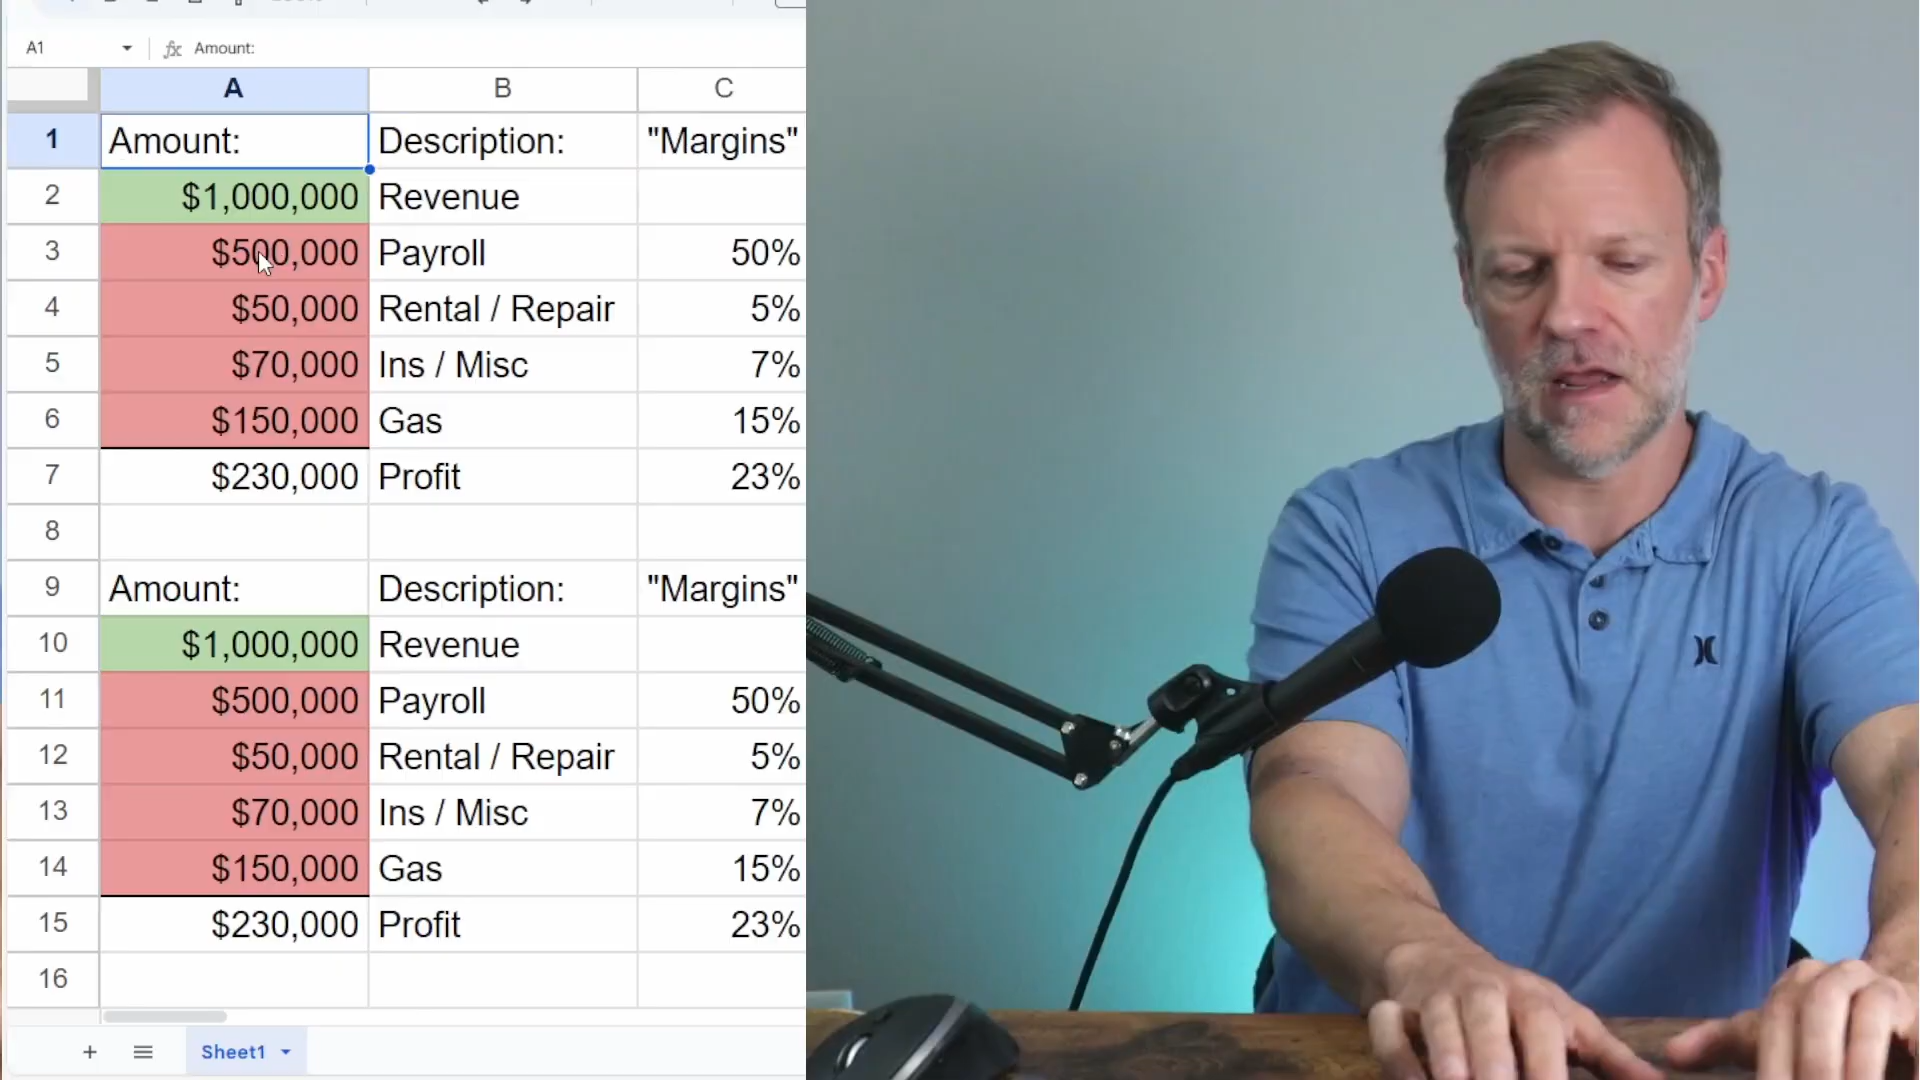 A1 fx Amount:
A B C
1 Amount: Description: "Margins"
2 $1,000,000 Revenue
3 $500,000 Payroll 50%
4 $50,000 Rental / Repair 5%
5 $70,000 Ins / Misc 7%
6 $150,000 Gas 15%
7 $230,000 Profit 23%
8
9 Amount: Description: "Margins"
10 $1,000,000 Revenue
11 $500,000 Payroll 50%
12 $50,000 Rental / Repair 5%
13 $70,000 Ins / Misc 7%
14 $150,000 Gas 15%
15 $230,000 Profit 23%
16
Sheet1